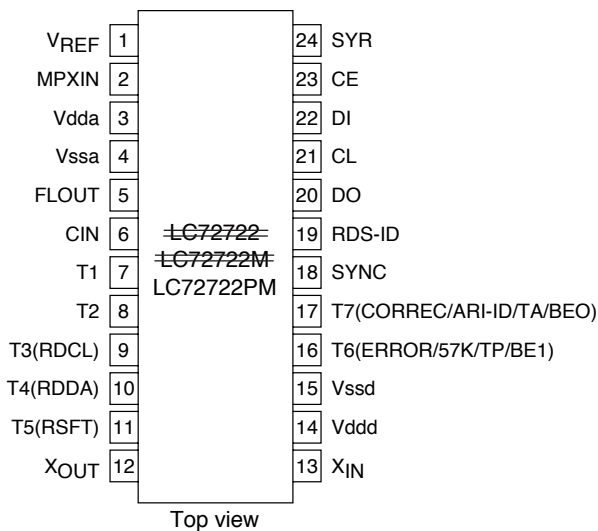 VREF 1
MPXIN 2
Vdda 3
Vssa 4
FLOUT 5
CIN 6
T1 7
T2 8
T3(RDCL) 9
T4(RDDA) 10
T5(RSFT) 11
XOUT 12
LC72722
LC72722M
LC72722PM
24 SYR
23 CE
22 DI
21 CL
20 DO
19 RDS-ID
18 SYNC
17 T7(CORREC/ARI-ID/TA/BEO)
16 T6(ERROR/57K/TP/BE1)
15 Vssd
14 Vddd
13 XIN
Top view